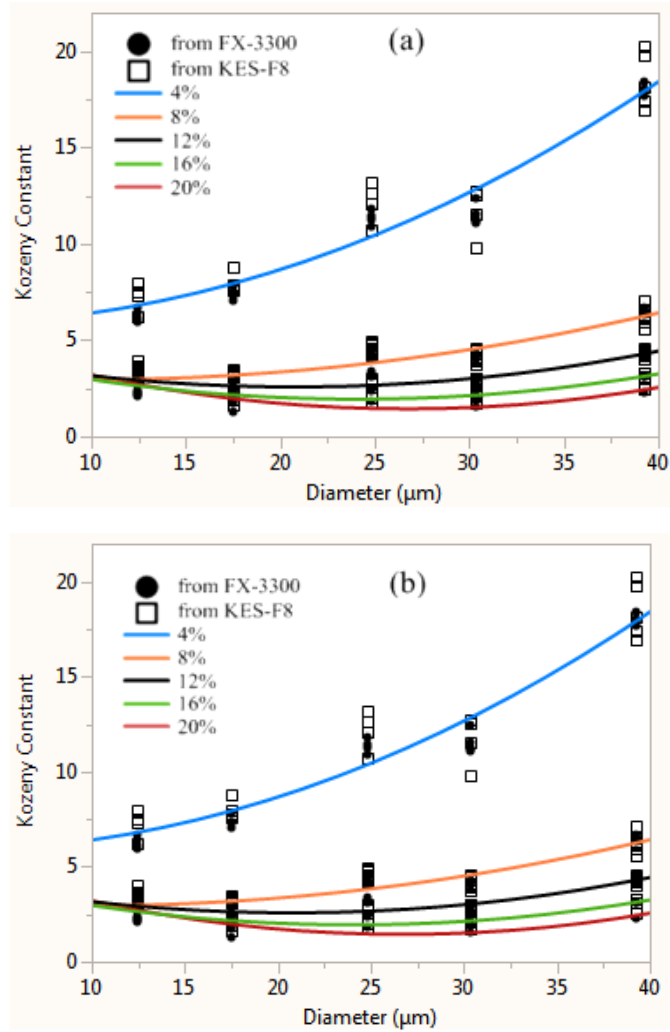 (a)
from FX-3300
from KES-F8
4%
8%
12%
16%
20%
Kozeny Constant
20
15
10
5
0
10 15 20 25 30 35 40
Diameter (μm)
(b)
from FX-3300
from KES-F8
4%
8%
12%
16%
20%
Kozeny Constant
20
15
10
5
0
10 15 20 25 30 35 40
Diameter (μm)